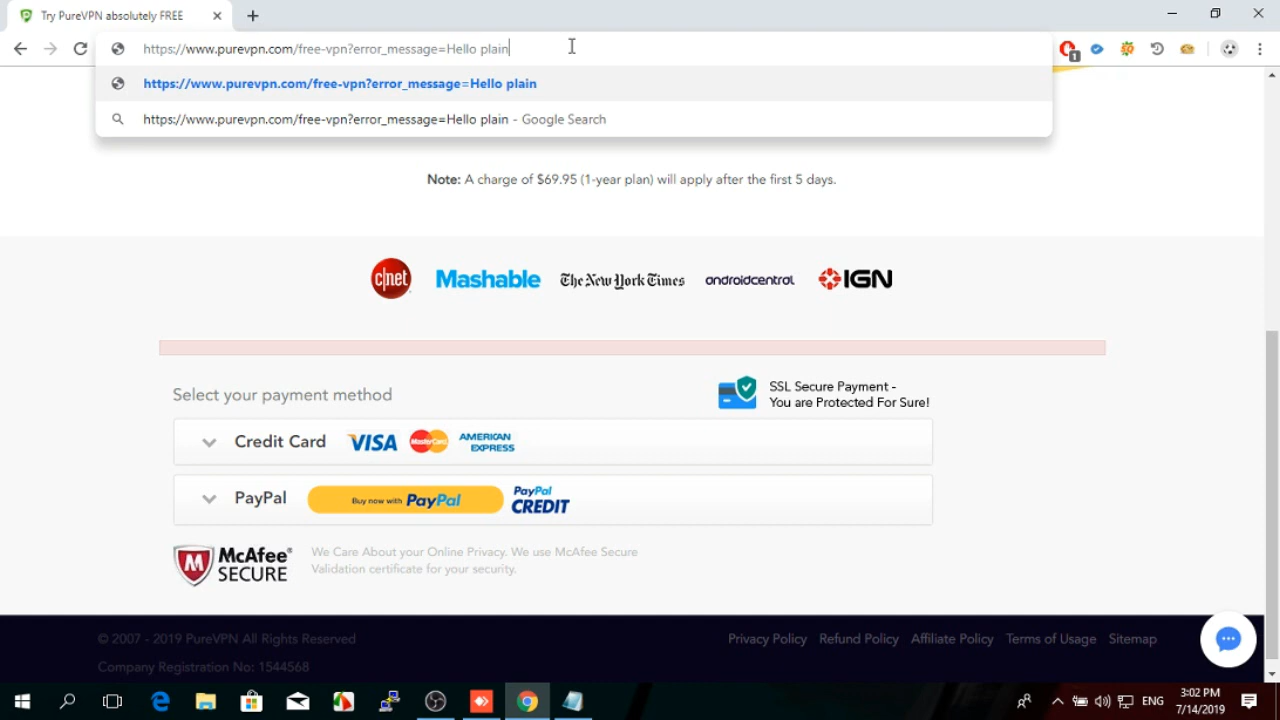 Try PureVPN absolutely FREE
https://www.purevpn.com/free-vpn?error_message=Hello plain
1
https://www.purevpn.com/free-vpn?error_message=Hello plain
https://www.purevpn.com/free-vpn?error_message=Hello plain - Google Search
Note: A charge of $69.95 (1-year plan) will apply after the first 5 days.
c|net Mashable The New York Times androidcentral IGN
Select your payment method
SSL Secure Payment -
You are Protected For Sure!
Credit Card VISA MasterCard AMERICAN EXPRESS
PayPal Buy now with PayPal PayPal CREDIT
McAfee SECURE
We Care About your Online Privacy. We use McAfee Secure
Validation certificate for your security.
© 2007 - 2019 PureVPN All Rights Reserved
Privacy Policy Refund Policy Affiliate Policy Terms of Usage Sitemap
Company Registration No: 1544568
ENG
3:02 PM
7/14/2019